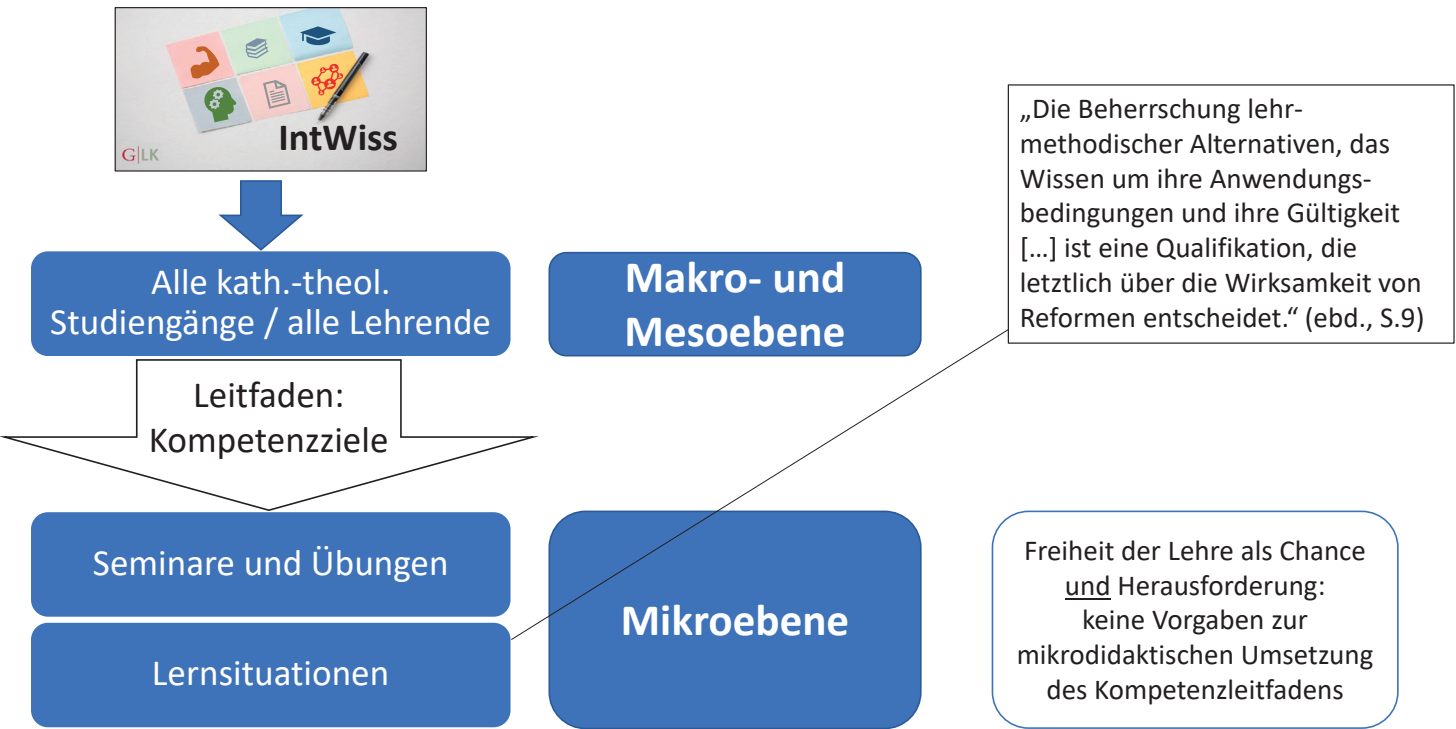 IntWiss
G|LK
Alle kath.-theol.
Studiengänge / alle Lehrende
Makro- und
Mesoebene
„Die Beherrschung lehr-
methodischer Alternativen, das
Wissen um ihre Anwendungs-
bedingungen und ihre Gültigkeit
[…] ist eine Qualifikation, die
letztlich über die Wirksamkeit von
Reformen entscheidet.“ (ebd., S.9)
Leitfaden:
Kompetenzziele
Seminare und Übungen
Lernsituationen
Mikroebene
Freiheit der Lehre als Chance
und Herausforderung:
keine Vorgaben zur
mikrodidaktischen Umsetzung
des Kompetenzleitfadens